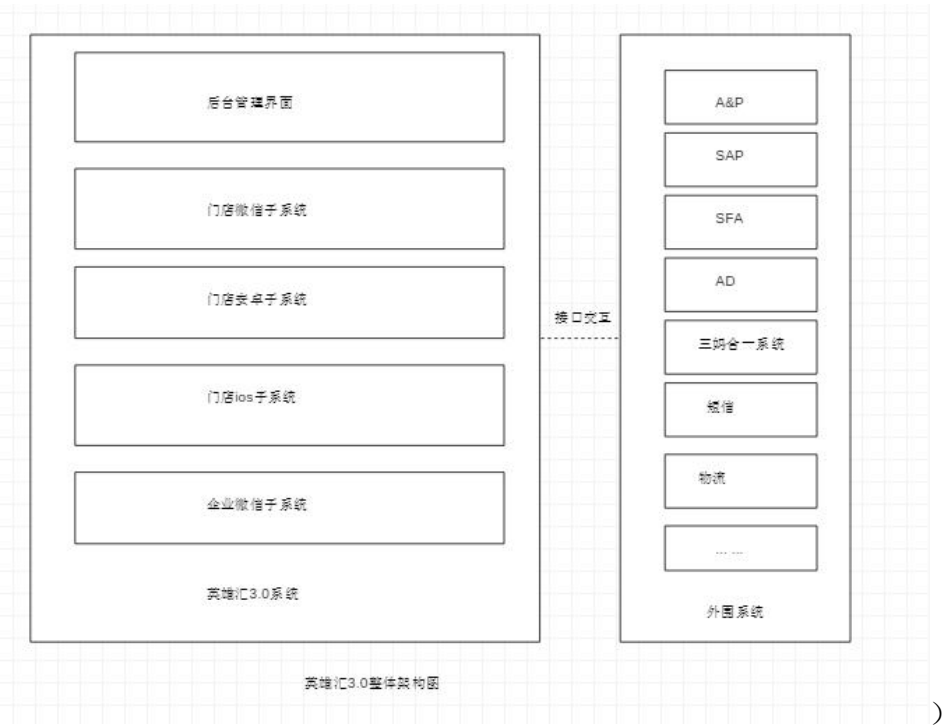 后台管理界面
门店微信子系统
门店安卓子系统
门店ios子系统
企业微信子系统
英雄汇3.0系统
接口交互
A&P
SAP
SFA
AD
三妈合一系统
短信
物流
... ...
外围系统
英雄汇3.0整体架构图
）